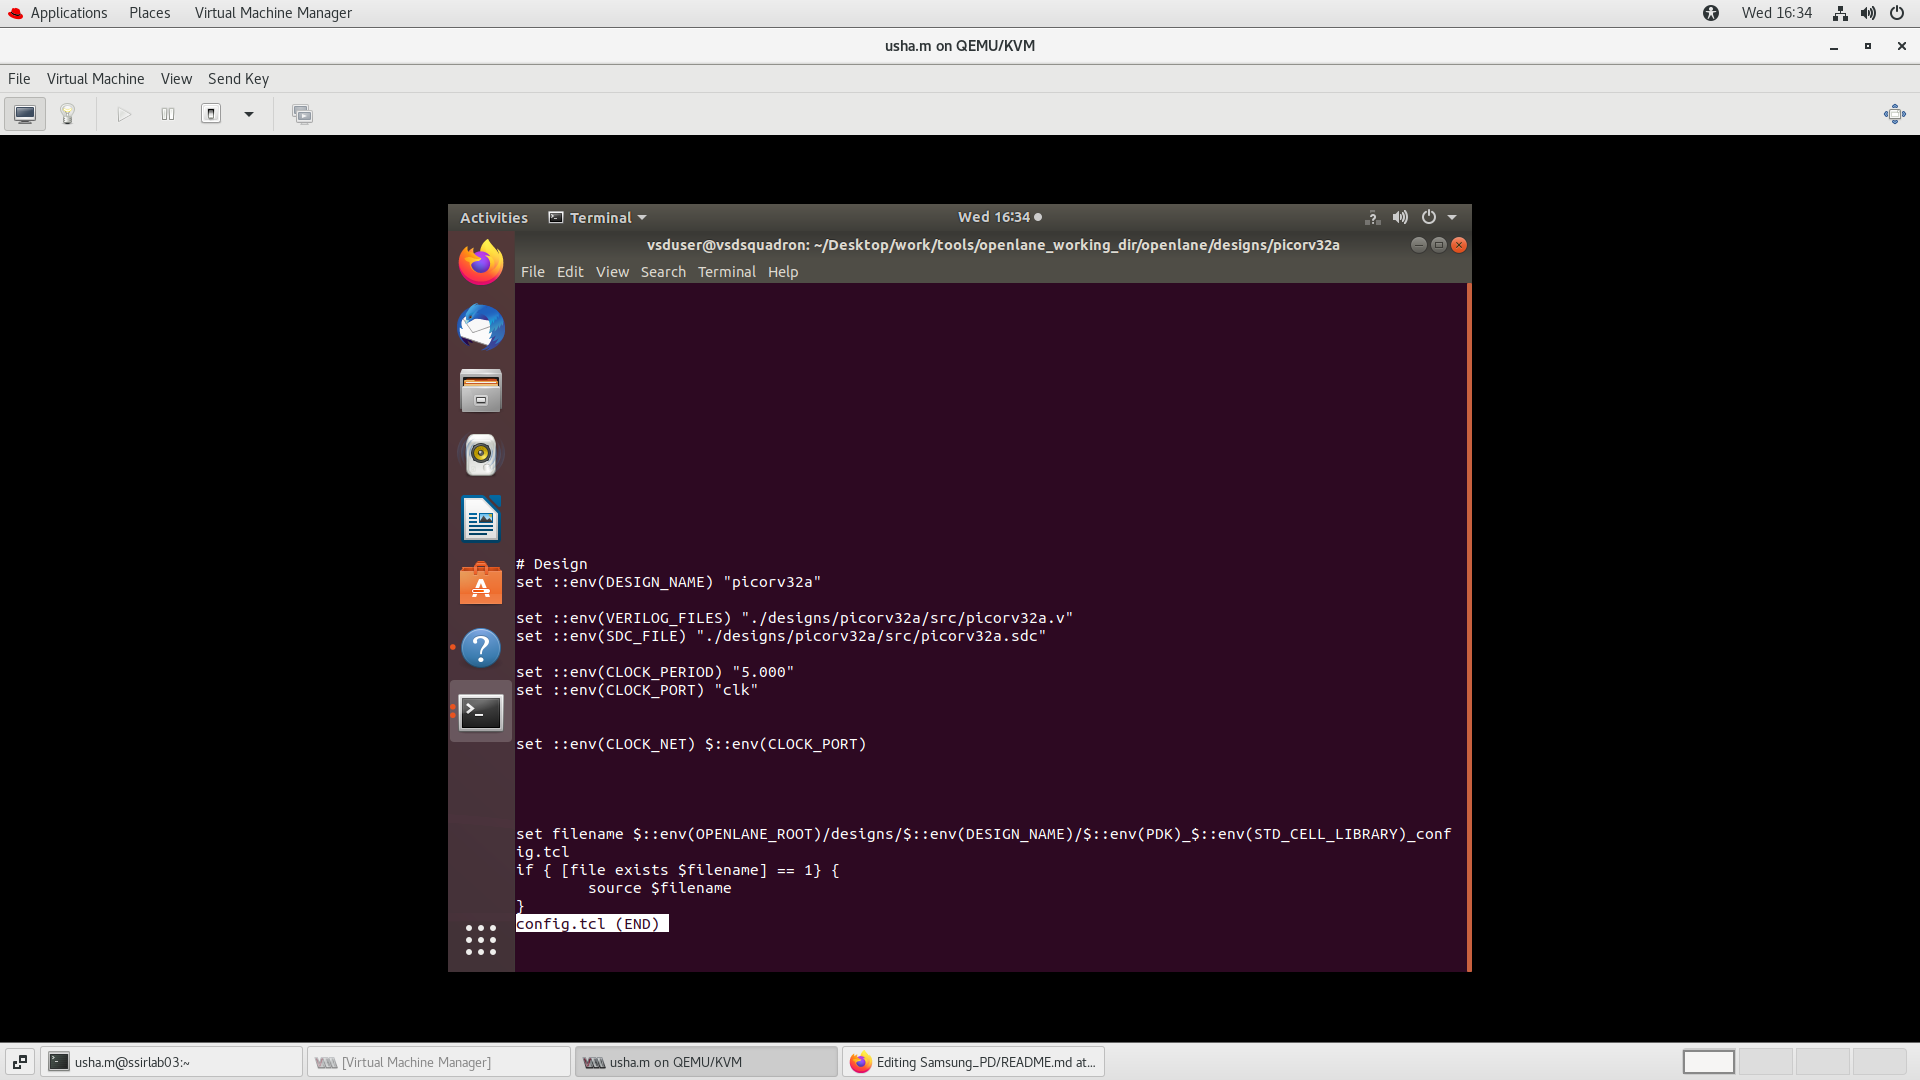 Applications Places Virtual Machine Manager Wed 16:34
usha.m on QEMU/KVM
File Virtual Machine View Send Key
Activities Terminal Wed 16:34
vsduser@vsdsquadron: ~/Desktop/work/tools/openlane_working_dir/openlane/designs/picorv32a
File Edit View Search Terminal Help
# Design
set ::env(DESIGN_NAME) "picorv32a"
set ::env(VERILOG_FILES) "./designs/picorv32a/src/picorv32a.v"
set ::env(SDC_FILE) "./designs/picorv32a/src/picorv32a.sdc"
set ::env(CLOCK_PERIOD) "5.000"
set ::env(CLOCK_PORT) "clk"
set ::env(CLOCK_NET) $::env(CLOCK_PORT)
set filename $::env(OPENLANE_ROOT)/designs/$::env(DESIGN_NAME)/$::env(PDK)_$::env(STD_CELL_LIBRARY)_conf
ig.tcl
if { [file exists $filename] == 1} {
source $filename
}
config.tcl (END)
usha.m@ssirlab03:~ [Virtual Machine Manager] usha.m on QEMU/KVM Editing Samsung_PD/README.md at...